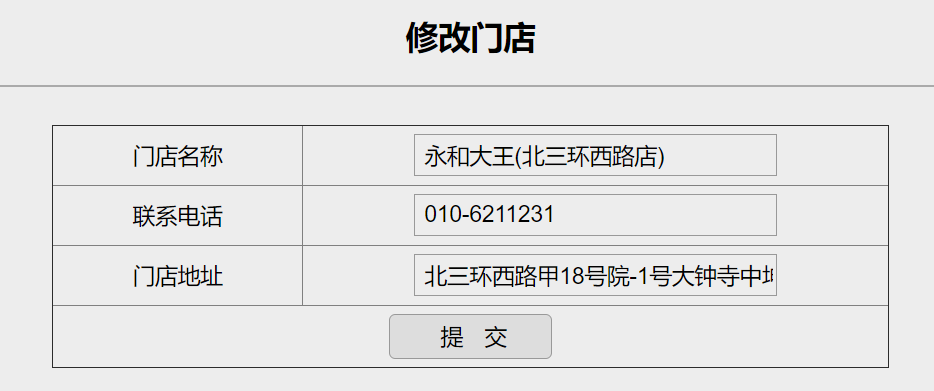 修改门店
门店名称 永和大王(北三环西路店)
联系电话 010-6211231
门店地址 北三环西路甲18号院-1号大钟寺中
提 交